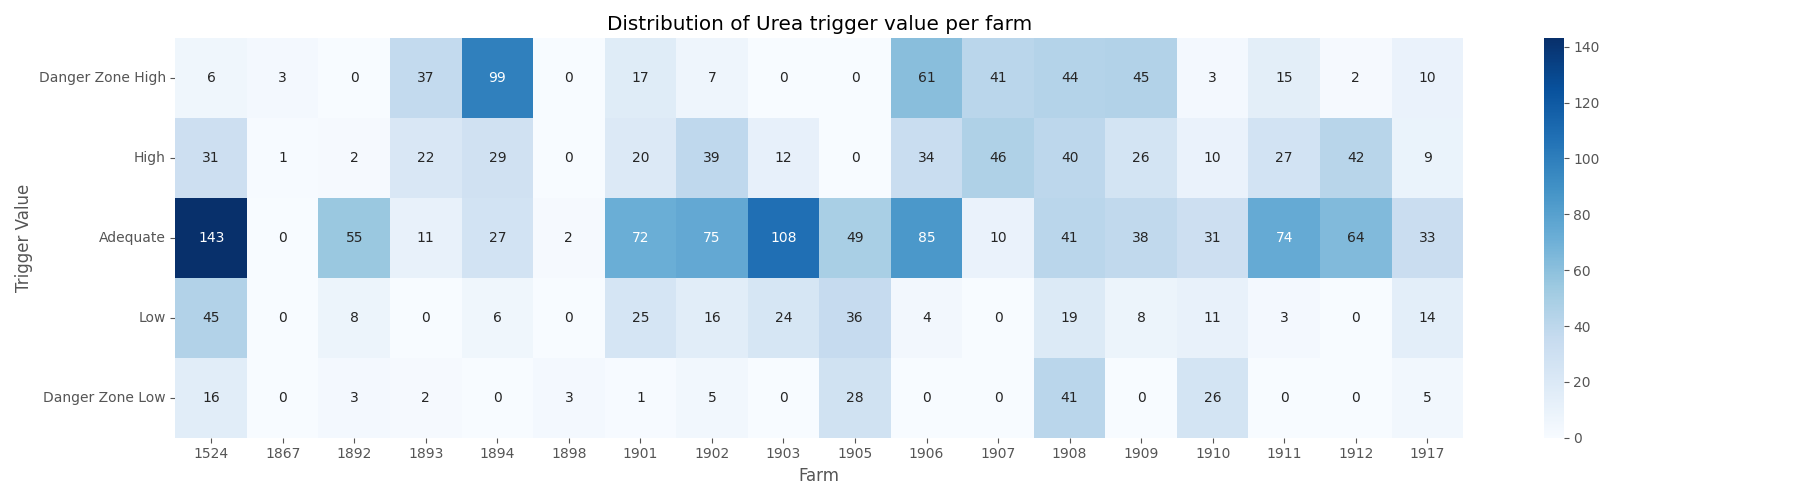 Distribution of Urea trigger value per farm
Danger Zone High 6 3 0 37 99 0 17 7 0 0 61 41 44 45 3 15 2 10
High 31 1 2 22 29 0 20 39 12 0 34 46 40 26 10 27 42 9
Adequate 143 0 55 11 27 2 72 75 108 49 85 10 41 38 31 74 64 33
Low 45 0 8 0 6 0 25 16 24 36 4 0 19 8 11 3 0 14
Danger Zone Low 16 0 3 2 0 3 1 5 0 28 0 0 41 0 26 0 0 5
Trigger Value
1524 1867 1892 1893 1894 1898 1901 1902 1903 1905 1906 1907 1908 1909 1910 1911 1912 1917
Farm
140
120
100
80
60
40
20
0